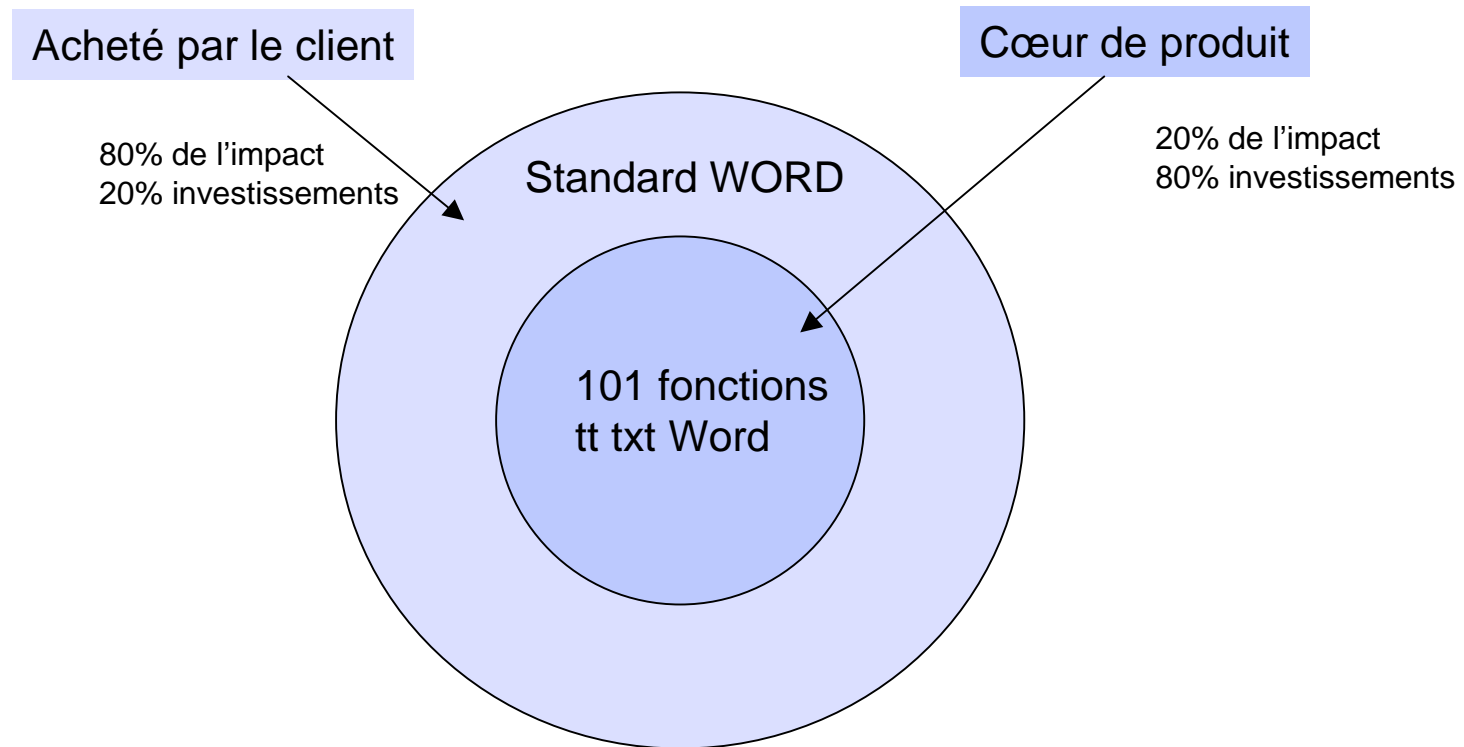 Acheté par le client
Cœur de produit
80% de l’impact
20% investissements
20% de l’impact
80% investissements
Standard WORD
101 fonctions
tt txt Word